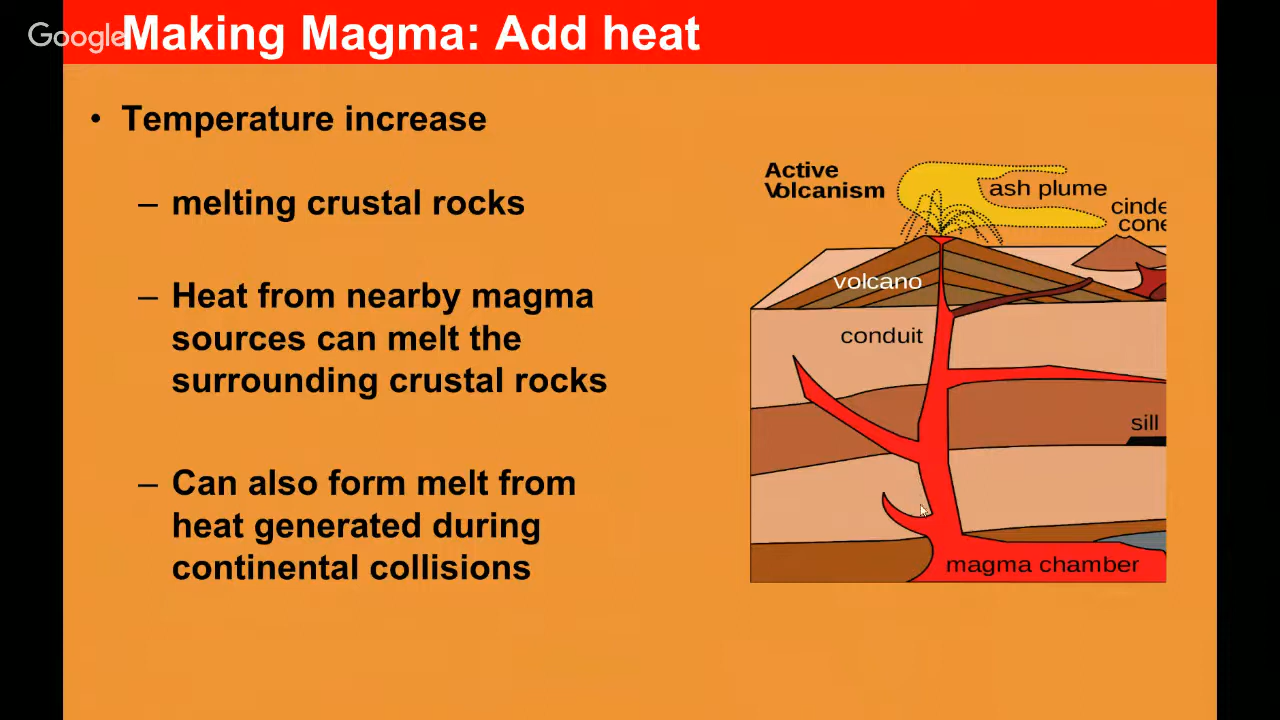 Google
Making Magma: Add heat
• Temperature increase
– melting crustal rocks
– Heat from nearby magma
sources can melt the
surrounding crustal rocks
– Can also form melt from
heat generated during
continental collisions
Active
Volcanism
ash plume
cinde
cone
volcano
conduit
sill
magma chamber